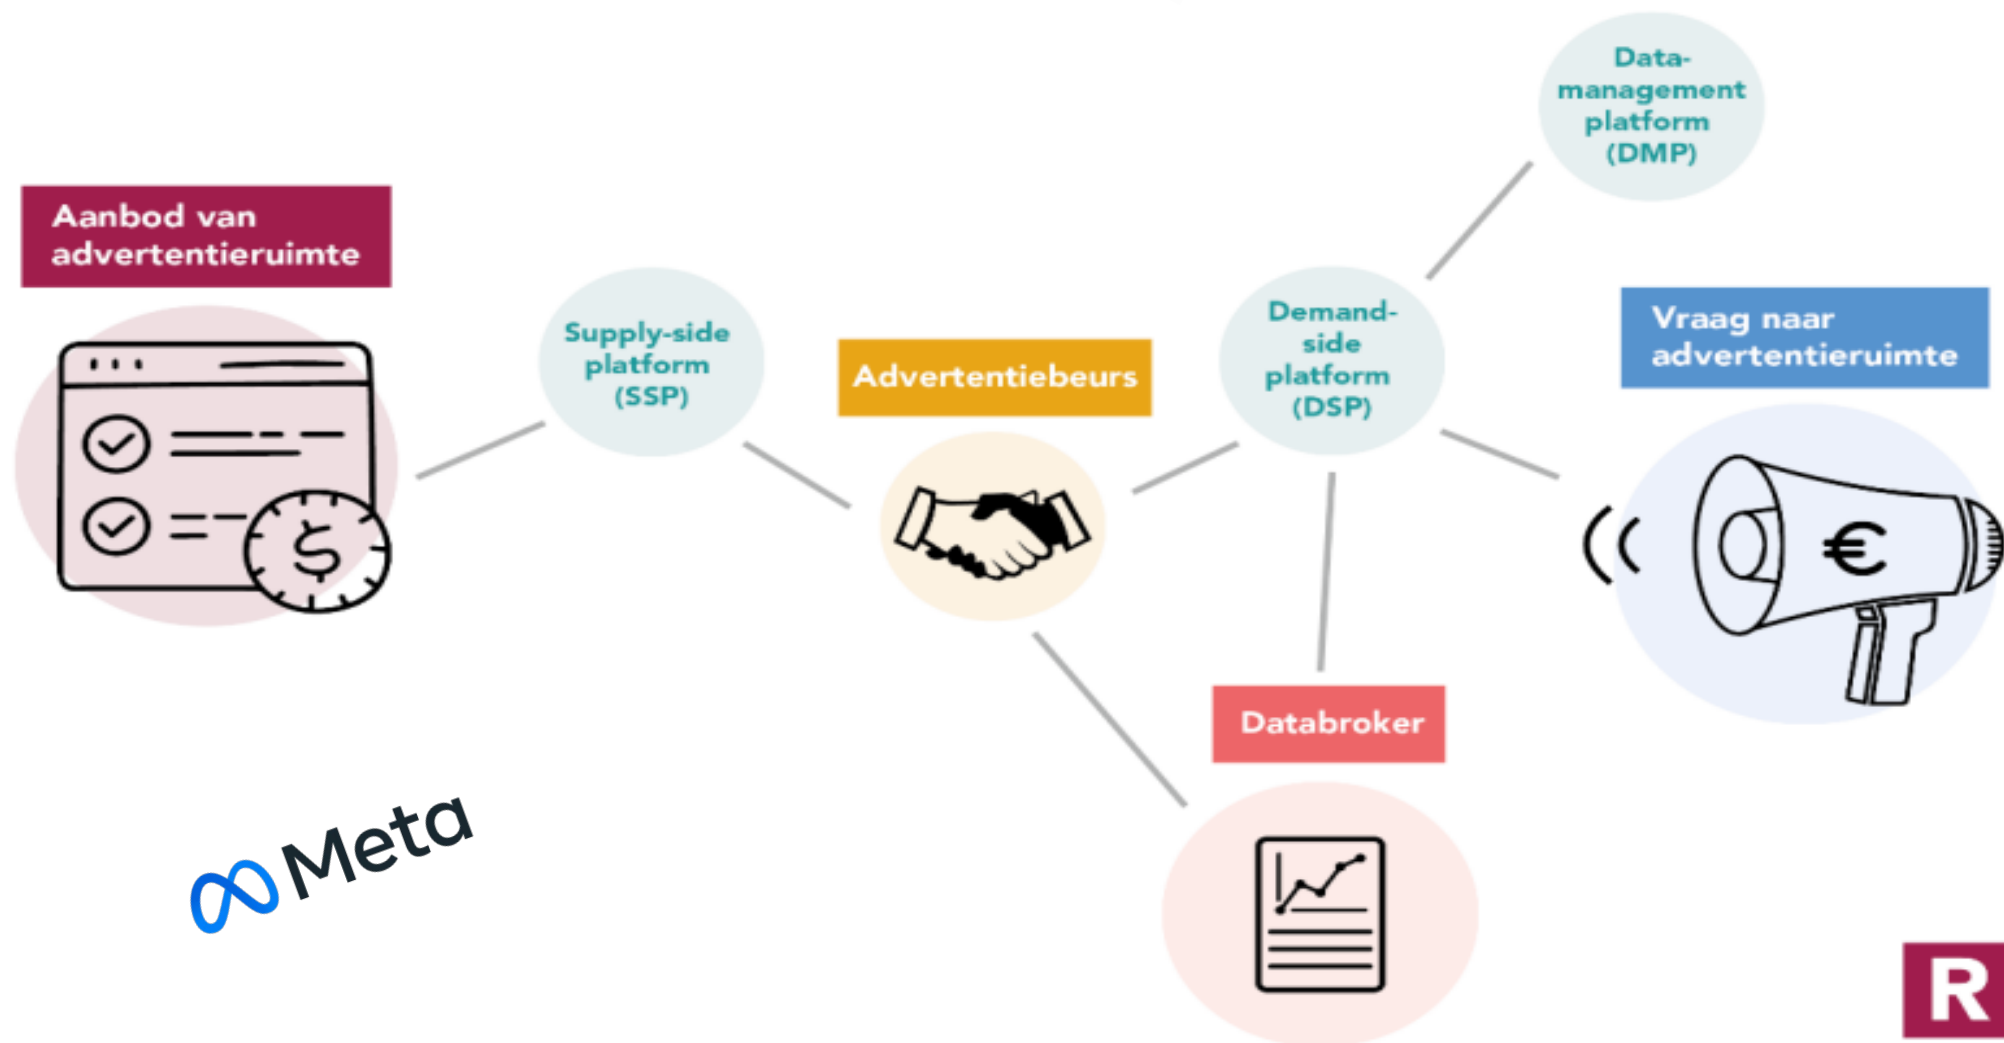 Data-
management
platform
(DMP)
Aanbod van
advertentieruimte
Supply-side
platform
(SSP)
Advertentiebeurs
Demand-
side
platform
(DSP)
Vraag naar
advertentieruimte
$
€
Databroker
Meta
R